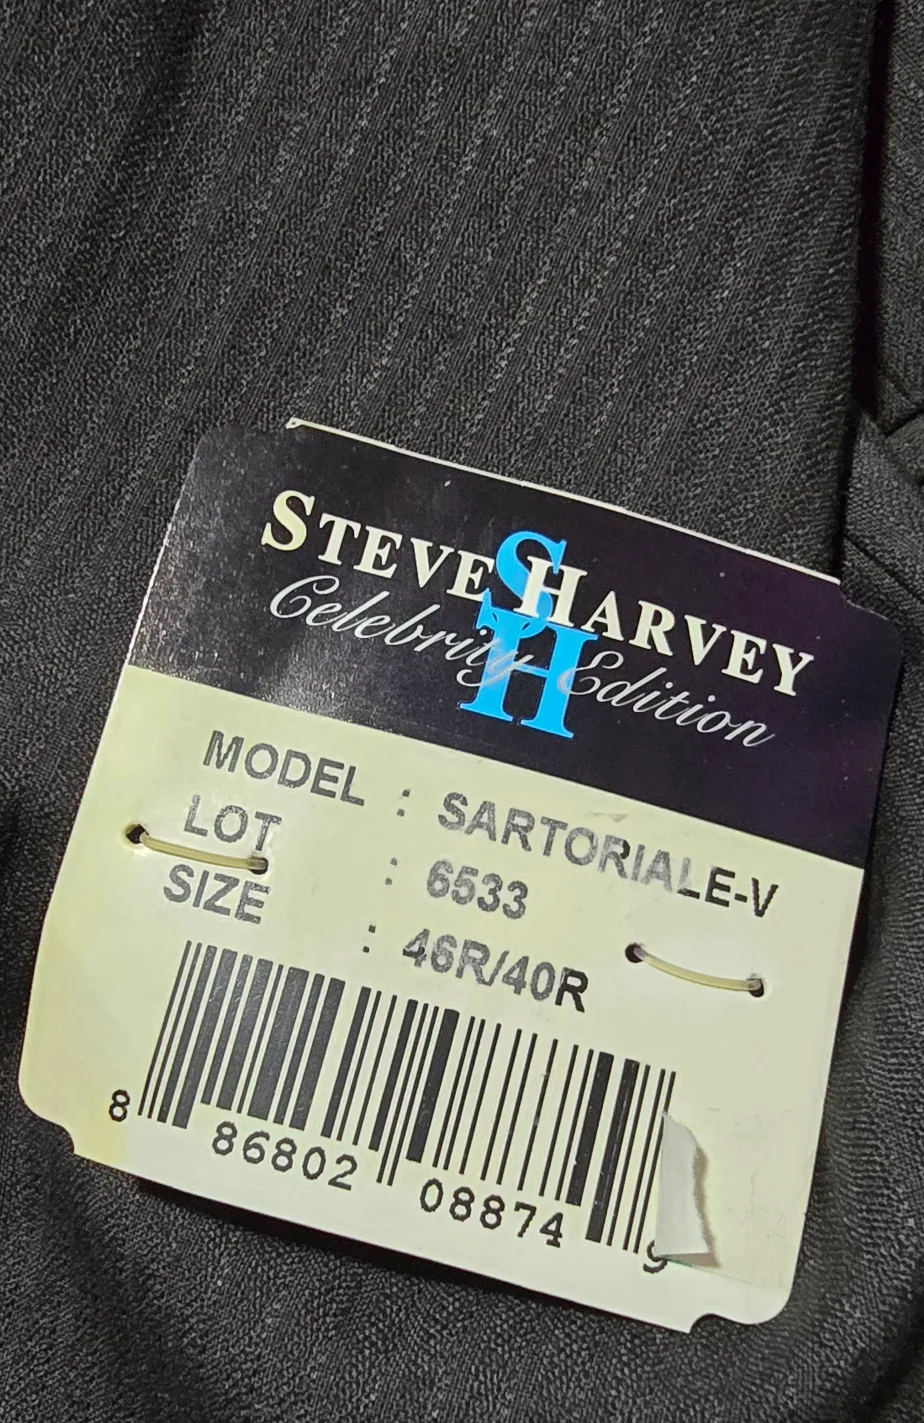 STEVE HARVEY
SH
Celebrity Edition
MODEL : SARTORIALE-V
LOT : 6533
SIZE : 46R/40R
8 86802 08874 9